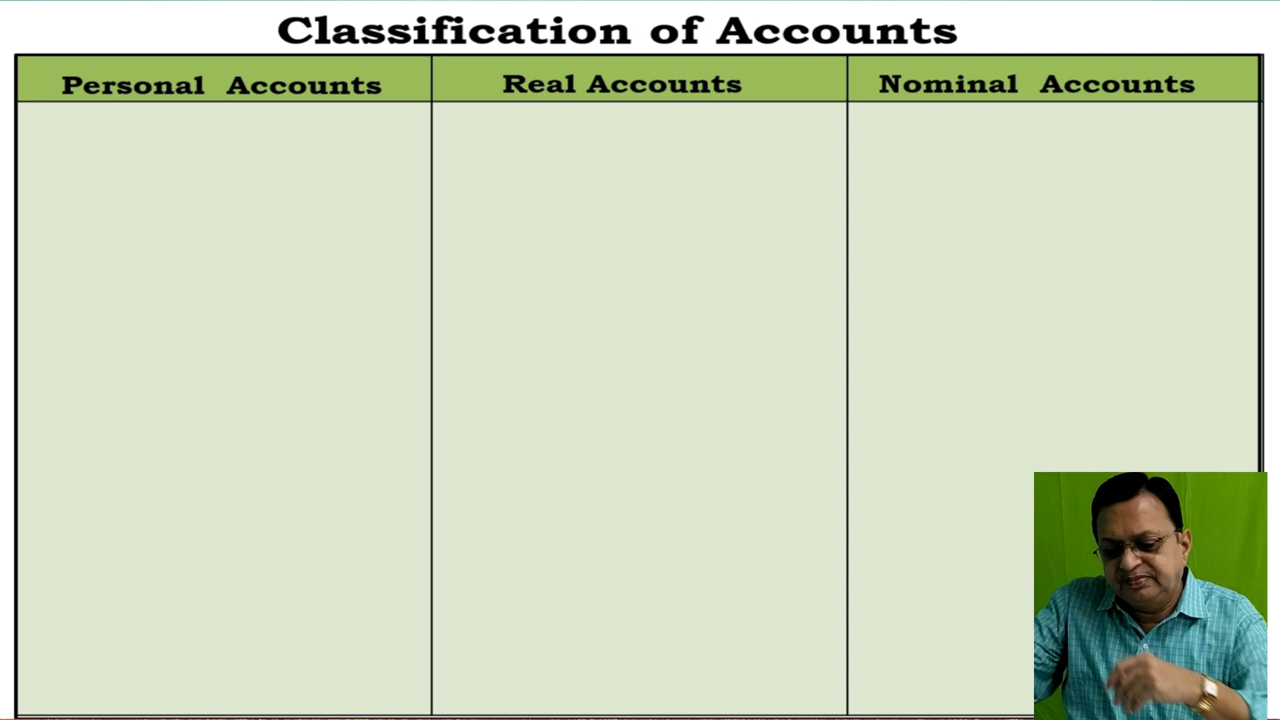 Classification of Accounts
Personal Accounts
Real Accounts
Nominal Accounts